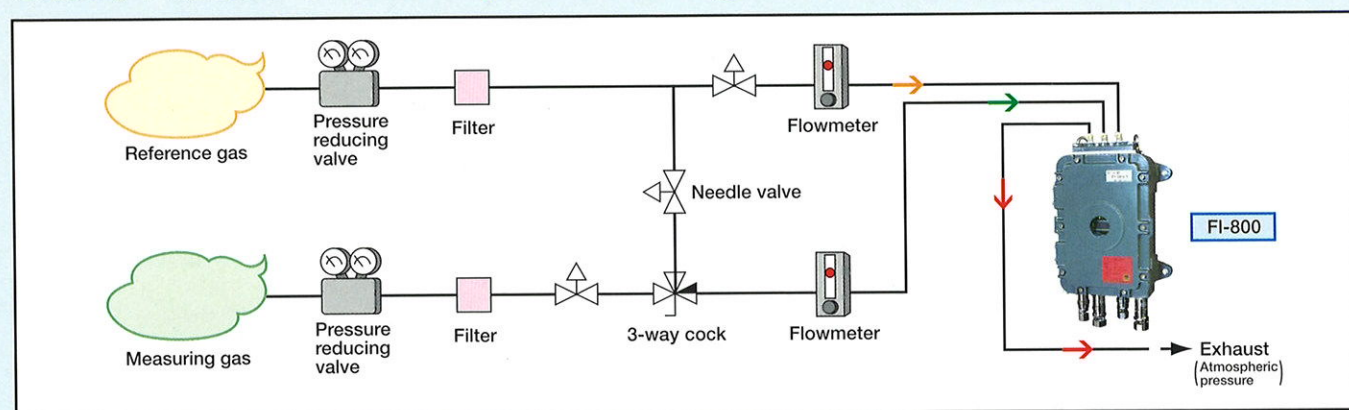 Reference gas
Pressure
reducing
valve
Filter
Flowmeter
Needle valve
FI-800
Measuring gas
Pressure
reducing
valve
Filter
3-way cock
Flowmeter
Exhaust
(Atmospheric
pressure)